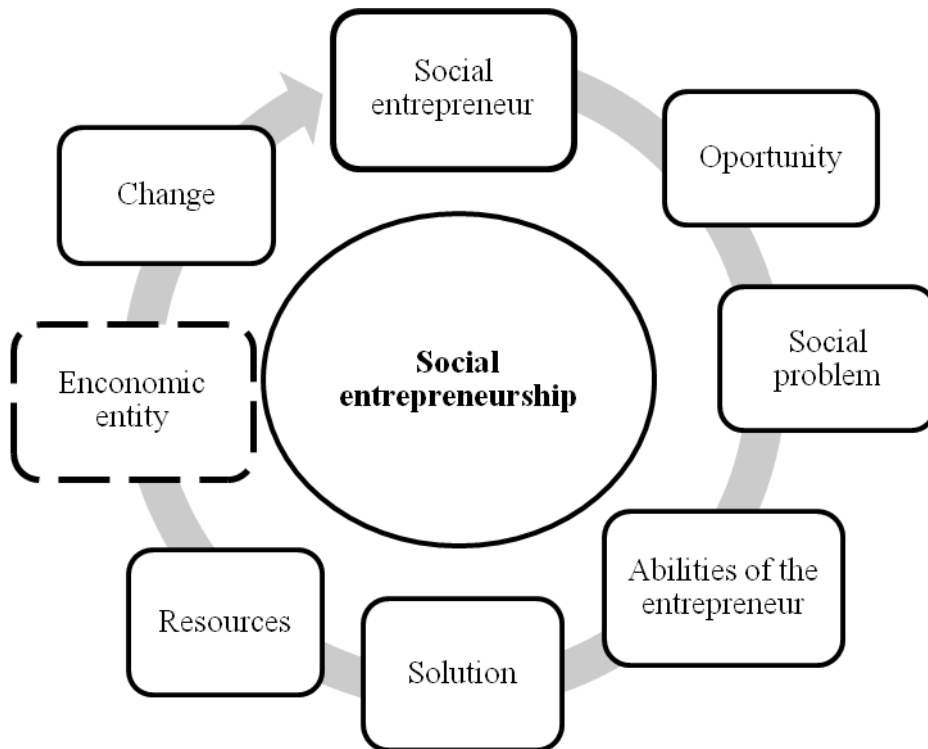 Social
entrepreneur
Oportunity
Social
problem
Abilities of the
entrepreneur
Solution
Resources
Enconomic
entity
Change
Social
entrepreneurship